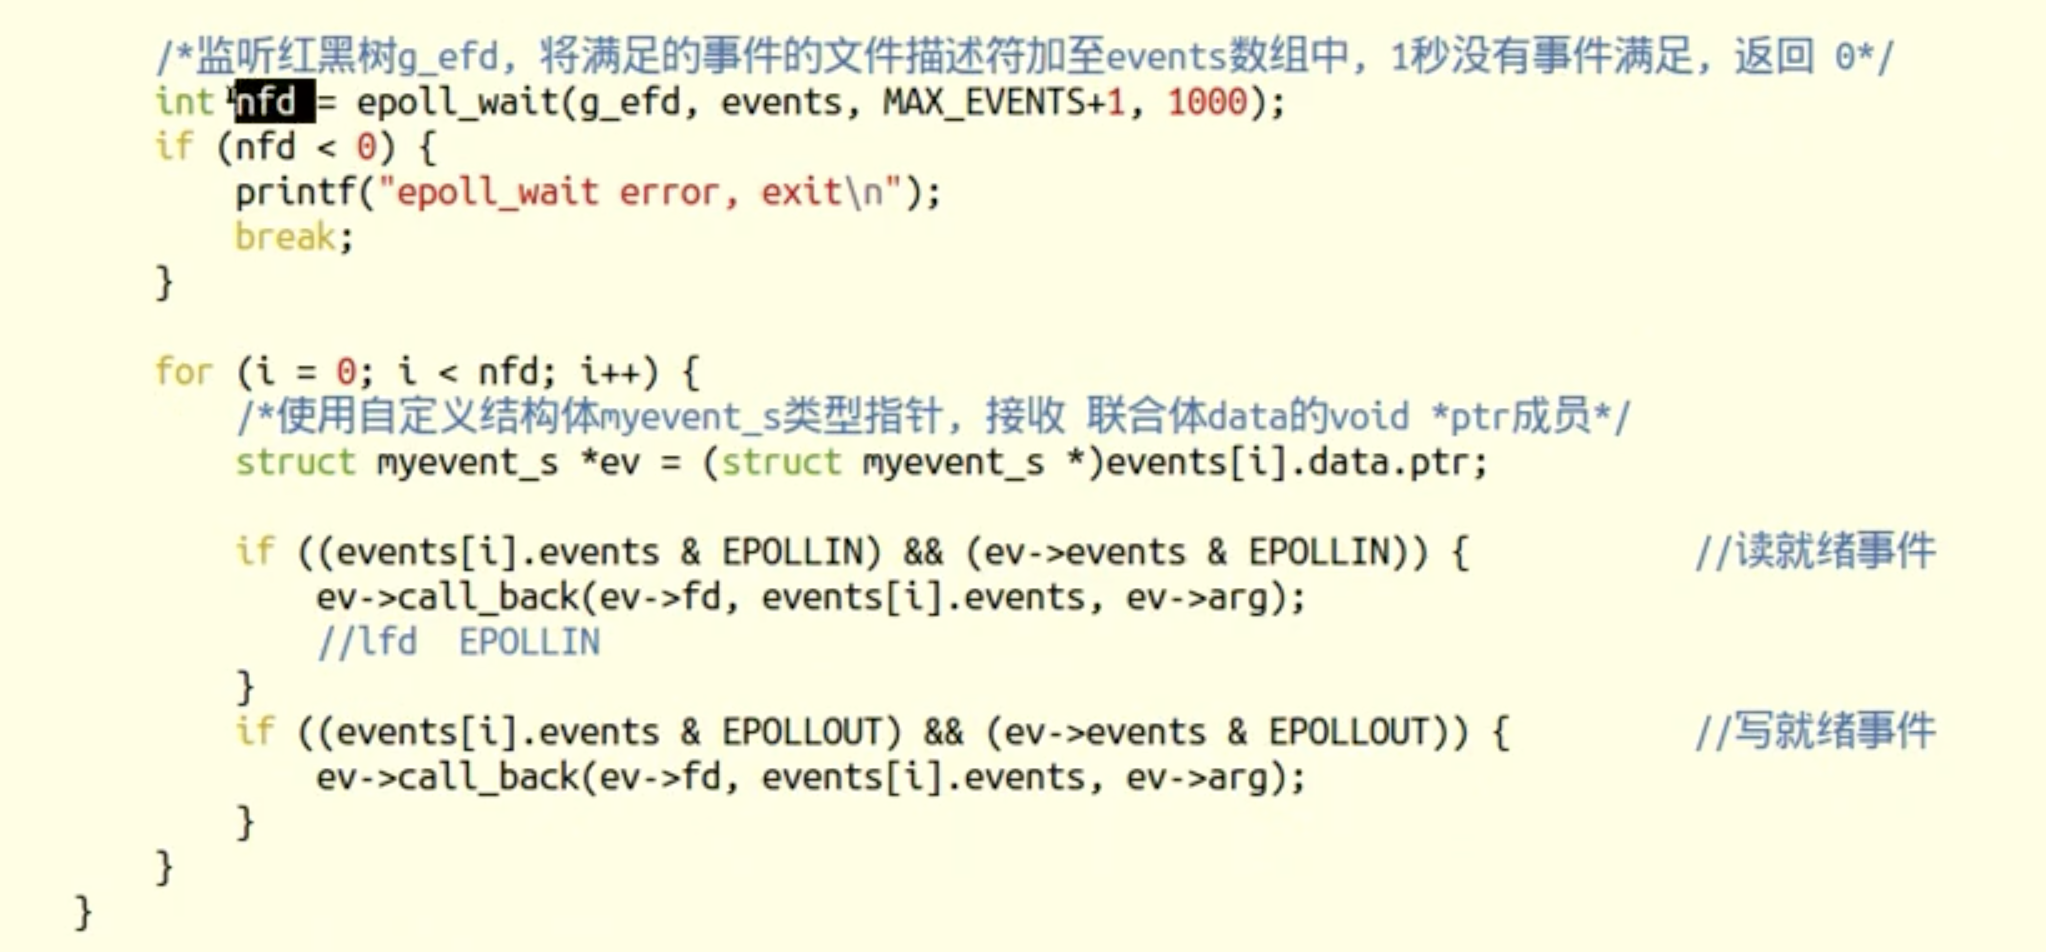 /*监听红黑树g_efd, 将满足的事件的文件描述符加至events数组中, 1秒没有事件满足, 返回 0*/
int nfd = epoll_wait(g_efd, events, MAX_EVENTS+1, 1000);
if (nfd < 0) {
printf("epoll_wait error, exit\n");
break;
}
for (i = 0; i < nfd; i++) {
/*使用自定义结构体myevent_s类型指针, 接收 联合体data的void *ptr成员*/
struct myevent_s *ev = (struct myevent_s *)events[i].data.ptr;
if ((events[i].events & EPOLLIN) && (ev->events & EPOLLIN)) { //读就绪事件
ev->call_back(ev->fd, events[i].events, ev->arg);
//lfd EPOLLIN
}
if ((events[i].events & EPOLLOUT) && (ev->events & EPOLLOUT)) { //写就绪事件
ev->call_back(ev->fd, events[i].events, ev->arg);
}
}
}